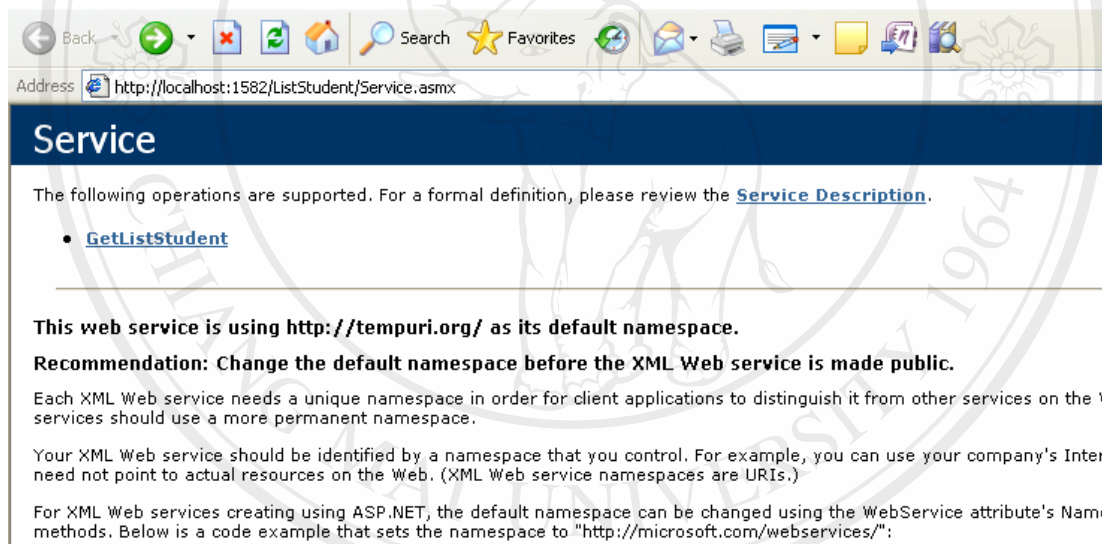 Back
Search
Favorites
Address http://localhost:1582/ListStudent/Service.asmx
Service
The following operations are supported. For a formal definition, please review the Service Description.
GetListStudent
This web service is using http://tempuri.org/ as its default namespace.
Recommendation: Change the default namespace before the XML Web service is made public.
Each XML Web service needs a unique namespace in order for client applications to distinguish it from other services on the
services should use a more permanent namespace.
Your XML Web service should be identified by a namespace that you control. For example, you can use your company's Inter
need not point to actual resources on the Web. (XML Web service namespaces are URIs.)
For XML Web services creating using ASP.NET, the default namespace can be changed using the WebService attribute's Name
methods. Below is a code example that sets the namespace to "http://microsoft.com/webservices/":
CHIANG MAI UNIVERSITY 1964